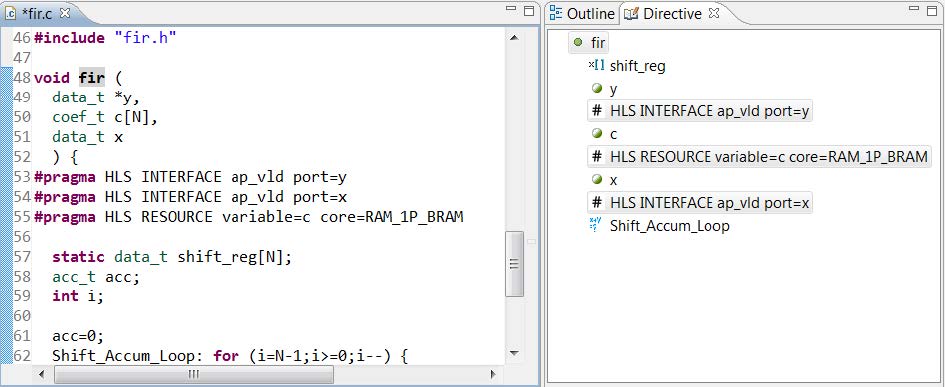 *fir.c
46 #include "fir.h"
47
48 void fir (
49 data_t *y,
50 coef_t c[N],
51 data_t x
52 ) {
53 #pragma HLS INTERFACE ap_vld port=y
54 #pragma HLS INTERFACE ap_vld port=x
55 #pragma HLS RESOURCE variable=c core=RAM_1P_BRAM
56
57 static data_t shift_reg[N];
58 acc_t acc;
59 int i;
60
61 acc=0;
62 Shift_Accum_Loop: for (i=N-1;i>=0;i--) {
Outline Directive
fir
x[] shift_reg
y
# HLS INTERFACE ap_vld port=y
c
# HLS RESOURCE variable=c core=RAM_1P_BRAM
x
# HLS INTERFACE ap_vld port=x
Shift_Accum_Loop